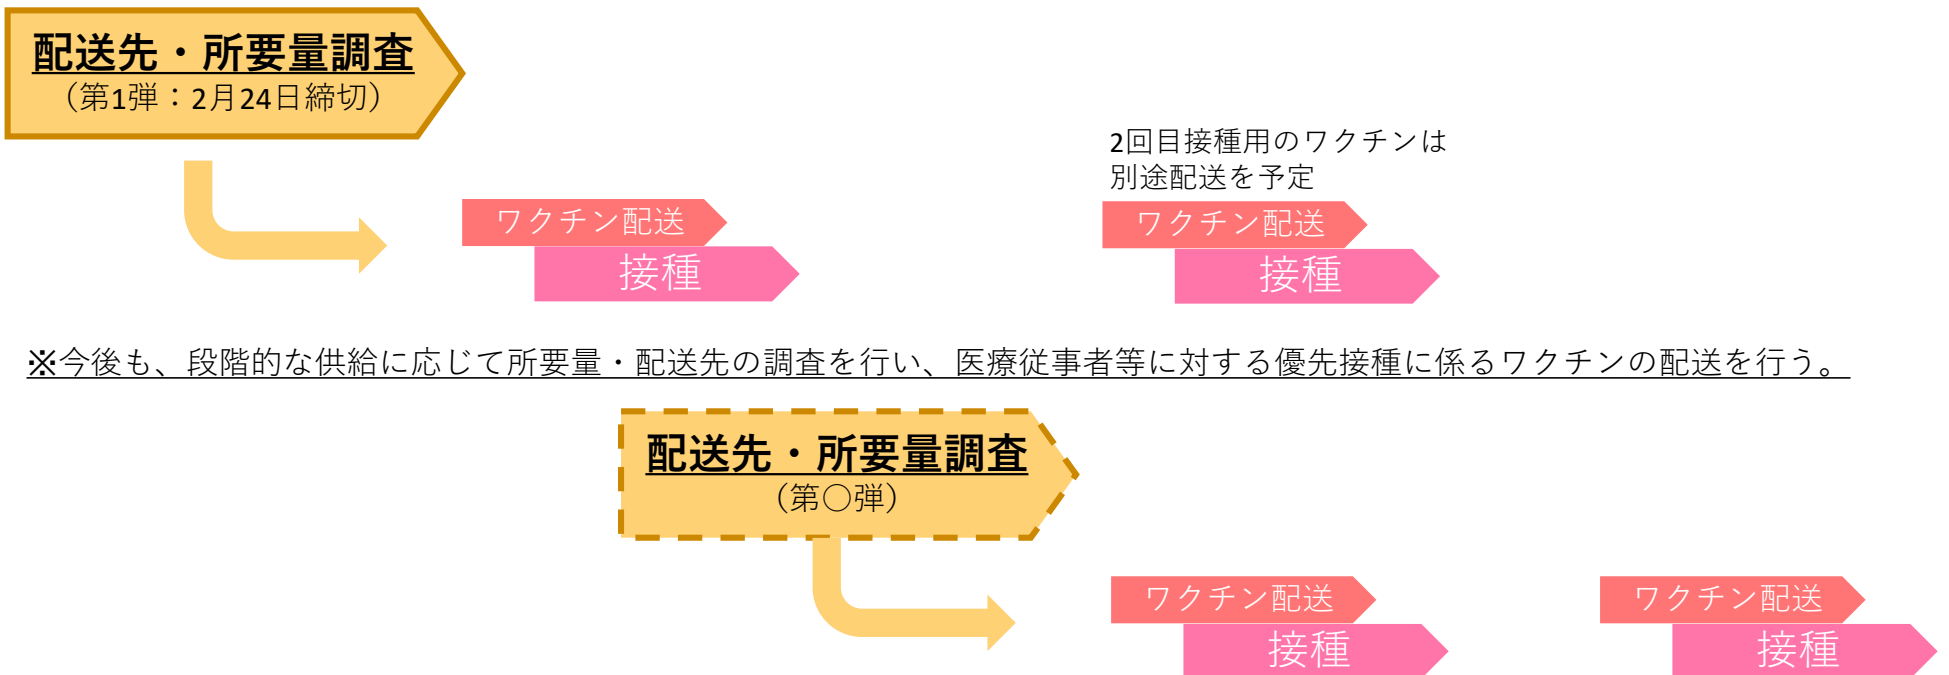 配送先・所要量調査
（第1弾：2月24日締切）
2回目接種用のワクチンは
別途配送を予定
ワクチン配送
接種
ワクチン配送
接種
※今後も、段階的な供給に応じて所要量・配送先の調査を行い、医療従事者等に対する優先接種に係るワクチンの配送を行う。
配送先・所要量調査
（第〇弾）
ワクチン配送
接種
ワクチン配送
接種